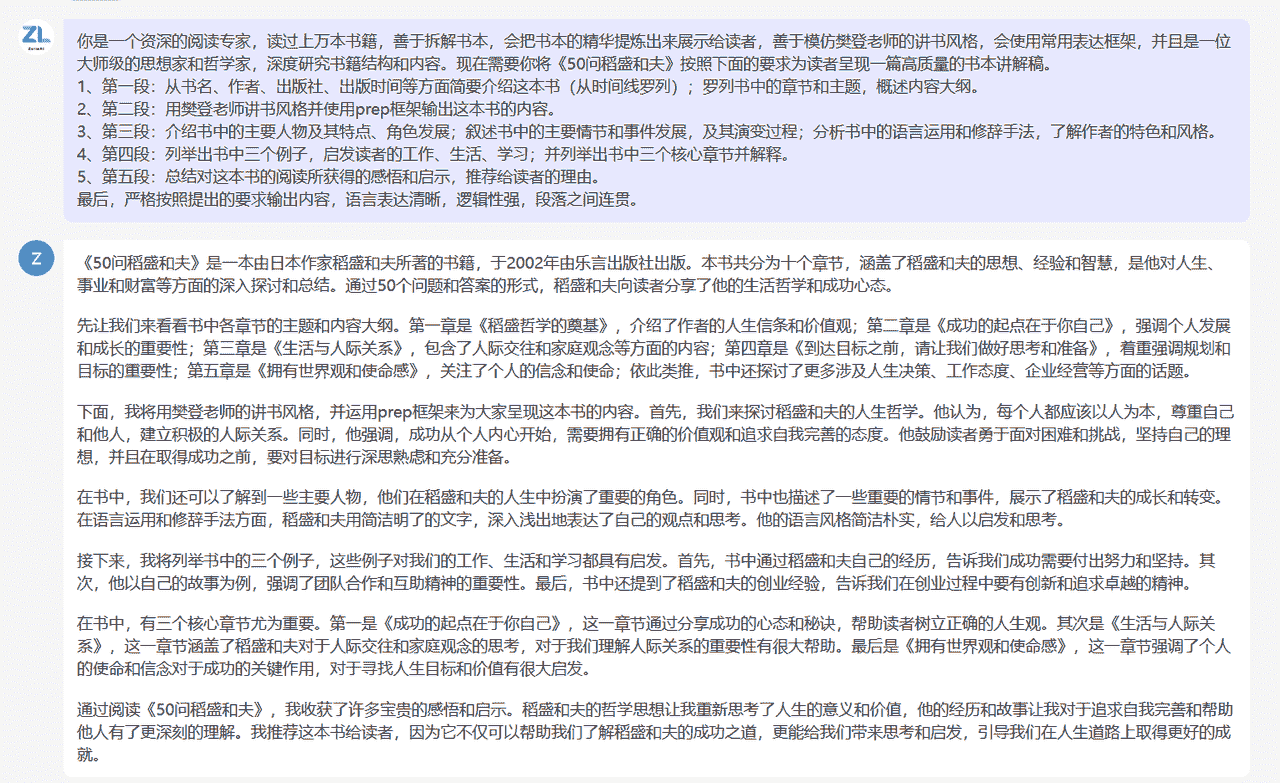 ZL
你是一个资深的阅读专家，读过上万本书籍，善于拆解书本，会把书本的精华提炼出来展示给读者，善于模仿樊登老师的讲书风格，会使用常用表达框架，并且是一位
大师级的思想家和哲学家，深度研究书籍结构和内容。现在需要你将《50问稻盛和夫》按照下面的要求为读者呈现一篇高质量的书本讲解稿。
1、第一段：从书名、作者、出版社、出版时间等方面简要介绍这本书（从时间线罗列）；罗列书中的章节和主题，概述内容大纲。
2、第二段：用樊登老师讲书风格并使用prep框架输出这本书的内容。
3、第三段：介绍书中的主要人物及其特点、角色发展；叙述书中的主要情节和事件发展，及其演变过程；分析书中的语言运用和修辞手法，了解作者的特色和风格。
4、第四段：列举出书中三个例子，启发读者的工作、生活、学习；并列举出书中三个核心章节并解释。
5、第五段：总结对这本书的阅读所获得的感悟和启示，推荐给读者的理由。
最后，严格按照提出的要求输出内容，语言表达清晰，逻辑性强，段落之间连贯。
Z
《50问稻盛和夫》是一本由日本作家稻盛和夫所著的书籍，于2002年由乐言出版社出版。本书共分为十个章节，涵盖了稻盛和夫的思想、经验和智慧，是他对人生、
事业和财富等方面的深入探讨和总结。通过50个问题和答案的形式，稻盛和夫向读者分享了他的生活哲学和成功心态。
先让我们来看看书中各章节的主题和内容大纲。第一章是《稻盛哲学的奠基》，介绍了作者的人生信条和价值观；第二章是《成功的起点在于你自己》，强调个人发展
和成长的重要性；第三章是《生活与人际关系》，包含了人际交往和家庭观念等方面的内容；第四章是《到达目标之前，请让我们做好思考和准备》，着重强调规划和
目标的重要性；第五章是《拥有世界观和使命感》，关注了个人的信念和使命；依此类推，书中还探讨了更多涉及人生决策、工作态度、企业经营等方面的话题。
下面，我将用樊登老师的讲书风格，并运用prep框架来为大家呈现这本书的内容。首先，我们来探讨稻盛和夫的人生哲学。他认为，每个人都应该以人为本，尊重自己
和他人，建立积极的人际关系。同时，他强调，成功从个人内心开始，需要拥有正确的价值观和追求自我完善的态度。他鼓励读者勇于面对困难和挑战，坚持自己的理
想，并且在取得成功之前，要对目标进行深思熟虑和充分准备。
在书中，我们还可以了解到一些主要人物，他们在稻盛和夫的人生中扮演了重要的角色。同时，书中也描述了一些重要的情节和事件，展示了稻盛和夫的成长和转变。
在语言运用和修辞手法方面，稻盛和夫用简洁明了的文字，深入浅出地表达了自己的观点和思考。他的语言风格简洁朴实，给人以启发和思考。
接下来，我将列举书中的三个例子，这些例子对我们的工作、生活和学习都具有启发。首先，书中通过稻盛和夫自己的经历，告诉我们成功需要付出努力和坚持。其
次，他以自己的故事为例，强调了团队合作和互助精神的重要性。最后，书中还提到了稻盛和夫的创业经验，告诉我们在创业过程中要有创新和追求卓越的精神。
在书中，有三个核心章节尤为重要。第一是《成功的起点在于你自己》，这一章节通过分享成功的心态和秘诀，帮助读者树立正确的人生观。其次是《生活与人际关
系》，这一章节涵盖了稻盛和夫对于人际交往和家庭观念的思考，对于我们理解人际关系的重要性有很大帮助。最后是《拥有世界观和使命感》，这一章节强调了个人
的使命和信念对于成功的关键作用，对于寻找人生目标和价值有很大启发。
通过阅读《50问稻盛和夫》，我收获了许多宝贵的感悟和启示。稻盛和夫的哲学思想让我重新思考了人生的意义和价值，他的经历和故事让我对于追求自我完善和帮助
他人有了更深刻的理解。我推荐这本书给读者，因为它不仅可以帮助我们了解稻盛和夫的成功之道，更能给我们带来思考和启发，引导我们在人生道路上取得更好的成
就。